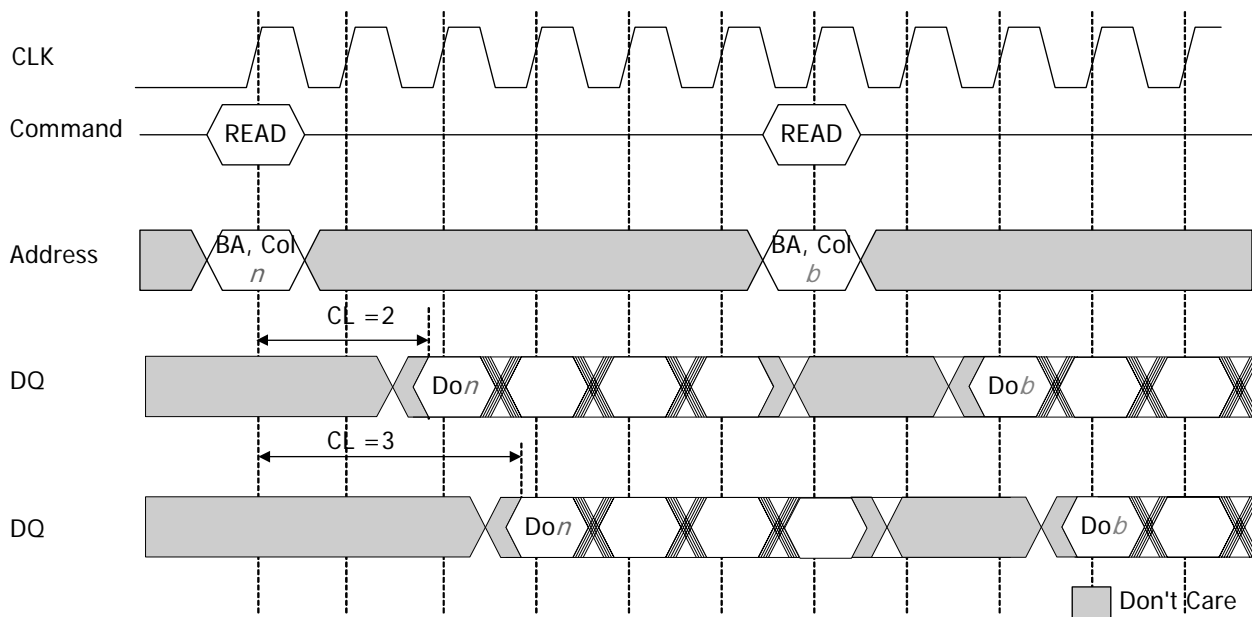 CLK
Command
READ
READ
Address
BA, Col
n
BA, Col
b
CL =2
DQ
Don
Dob
CL =3
DQ
Don
Dob
Don't Care